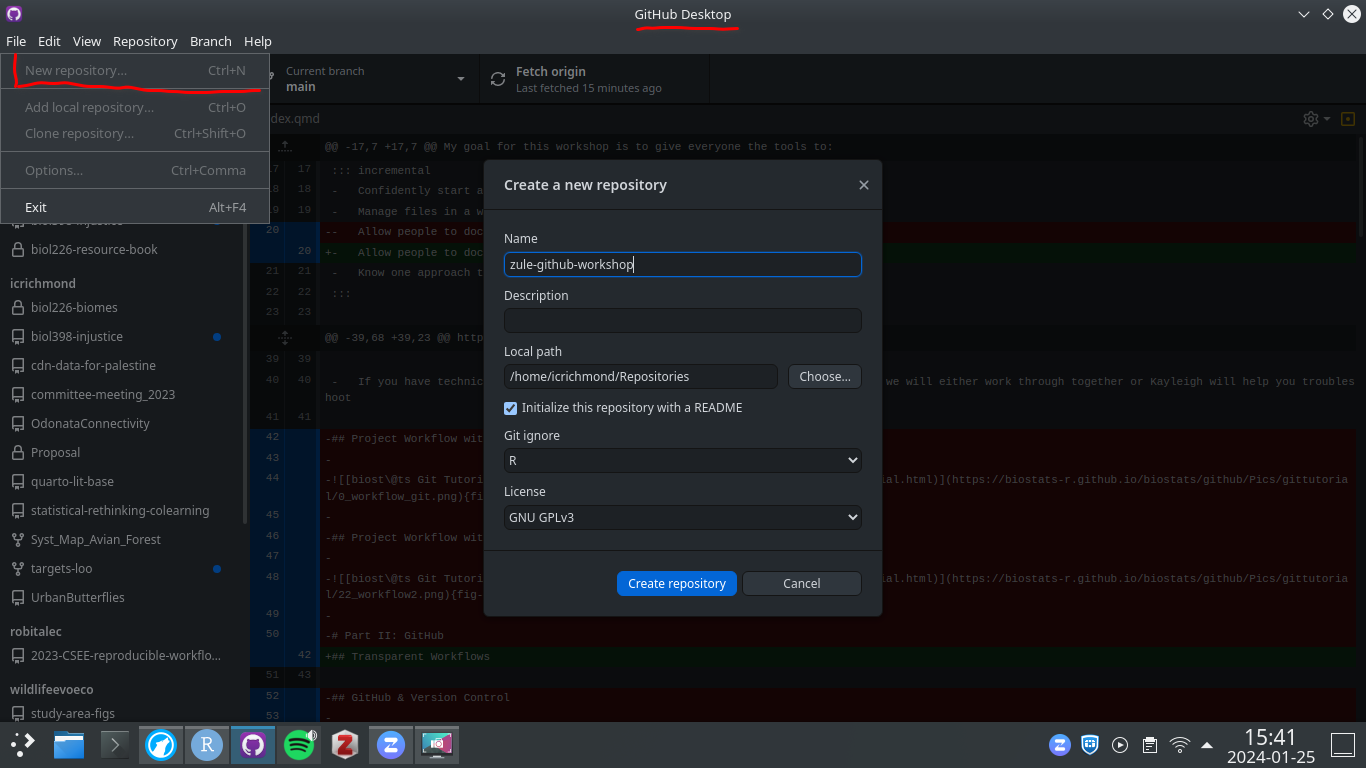 GitHub Desktop
File Edit View Repository Branch Help
New repository... Ctrl+N
Add local repository... Ctrl+O
Clone repository... Ctrl+Shift+O
Options... Ctrl+Comma
Exit Alt+F4
Current branch
main
Fetch origin
Last fetched 15 minutes ago
dex.qmd
biol226-resource-book
icrichmond
biol226-biomes
biol398-injustice
cdn-data-for-palestine
committee-meeting_2023
OdonataConnectivity
Proposal
quarto-lit-base
statistical-rethinking-colearning
Syst_Map_Avian_Forest
targets-loo
UrbanButterflies
robitalec
2023-CSEE-reproducible-workflo...
wildlifeevoeco
study-area-figs
@@ -17,7 +17,7 @@ My goal for this workshop is to give everyone the tools to:
17 17 ::: incremental
18 18 -   Confidently start a
19 19 -   Manage files in a w
20 --   Allow people to doc
20 +-   Allow people to doc
21 21 -   Know one approach t
22 22 :::
23 23
@@ -39,68 +39,23 @@ http
39 39
40 40 -   If you have technic we will either work through together or Kayleigh will help you troubles
hoot
41 41
42 -## Project Workflow wit
43 -
44 -![[biost\@ts Git Tutori ial.html)](https://biostats-r.github.io/biostats/github/Pics/gittutoria
l/0_workflow_git.png){fi
45 -
46 -## Project Workflow wit
47 -
48 -![[biost\@ts Git Tutori ial.html)](https://biostats-r.github.io/biostats/github/Pics/gittutoria
l/22_workflow2.png){fig-
49 -
50 -# Part II: GitHub
42 +## Transparent Workflows
51 43
52 -## GitHub & Version Control
53 -
Create a new repository
Name
zule-github-workshop
Description
Local path
/home/icrichmond/Repositories Choose...
Initialize this repository with a README
Git ignore
R
License
GNU GPLv3
Create repository Cancel
15:41
2024-01-25